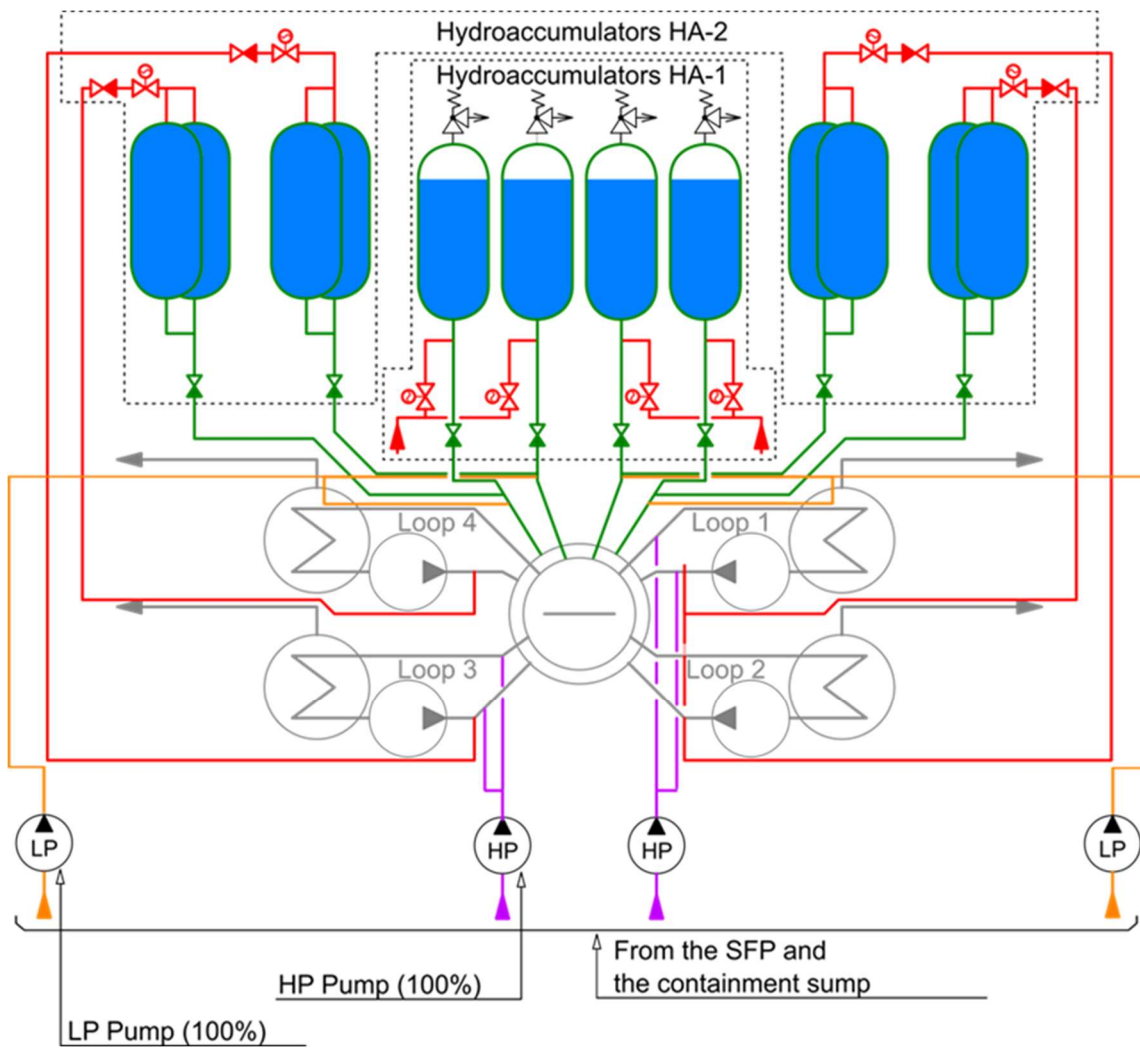 Hydroaccumulators HA-2
Hydroaccumulators HA-1
Loop 4
Loop 1
Loop 3
Loop 2
LP
HP
HP
LP
From the SFP and
the containment sump
HP Pump (100%)
LP Pump (100%)